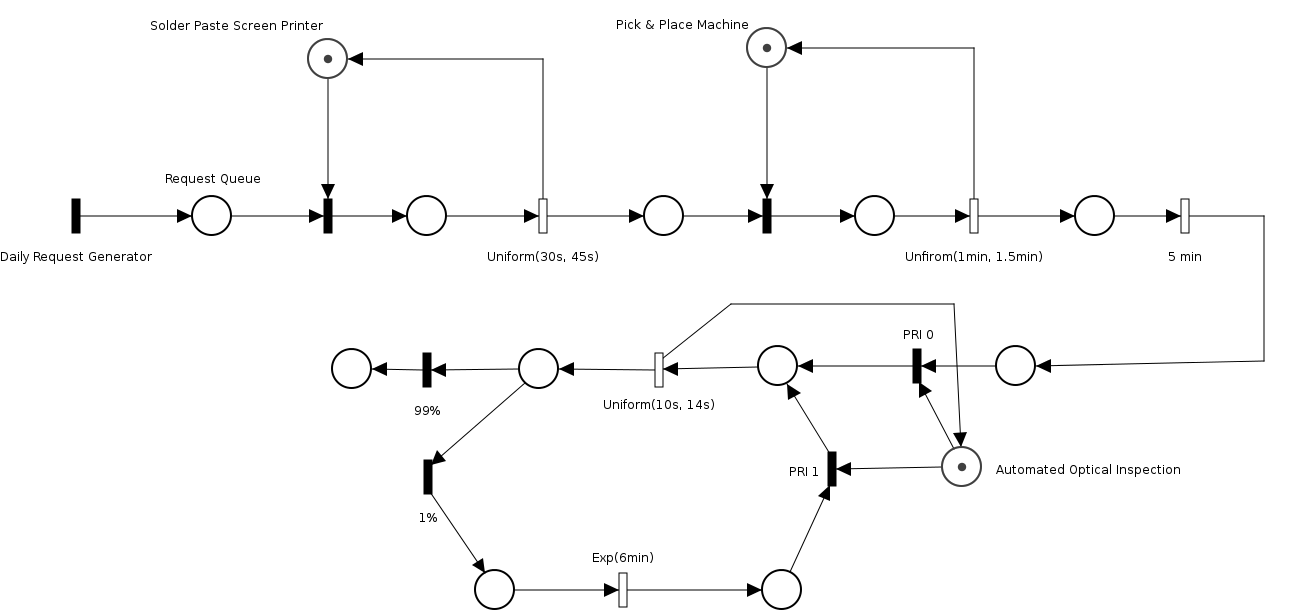 Solder Paste Screen Printer
Pick & Place Machine
Request Queue
Daily Request Generator
Uniform(30s, 45s)
Unfirom(1min, 1.5min)
5 min
PRI 0
Uniform(10s, 14s)
99%
PRI 1
Automated Optical Inspection
1%
Exp(6min)